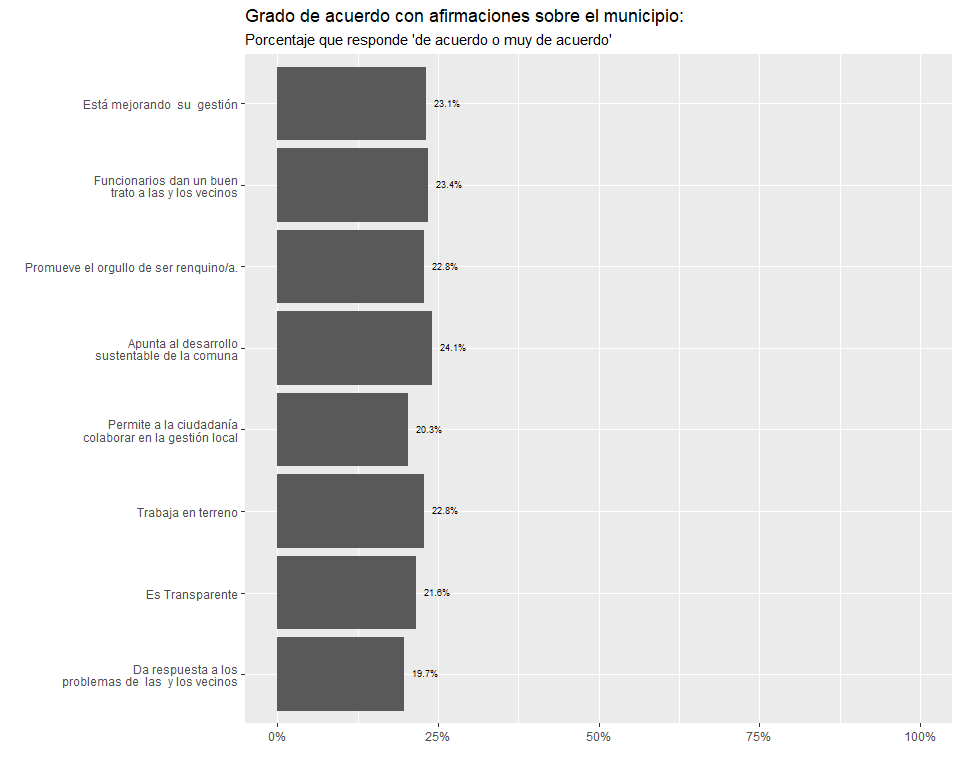 Grado de acuerdo con afirmaciones sobre el municipio:
Porcentaje que responde 'de acuerdo o muy de acuerdo'
Está mejorando  su  gestión
23.1%
Funcionarios dan un buen
trato a las y los vecinos
23.4%
Promueve el orgullo de ser renquino/a.
22.8%
Apunta al desarrollo
sustentable de la comuna
24.1%
Permite a la ciudadanía
colaborar en la gestión local
20.3%
Trabaja en terreno
22.8%
Es Transparente
21.6%
Da respuesta a los
problemas de  las  y los vecinos
19.7%
0% 25% 50% 75% 100%